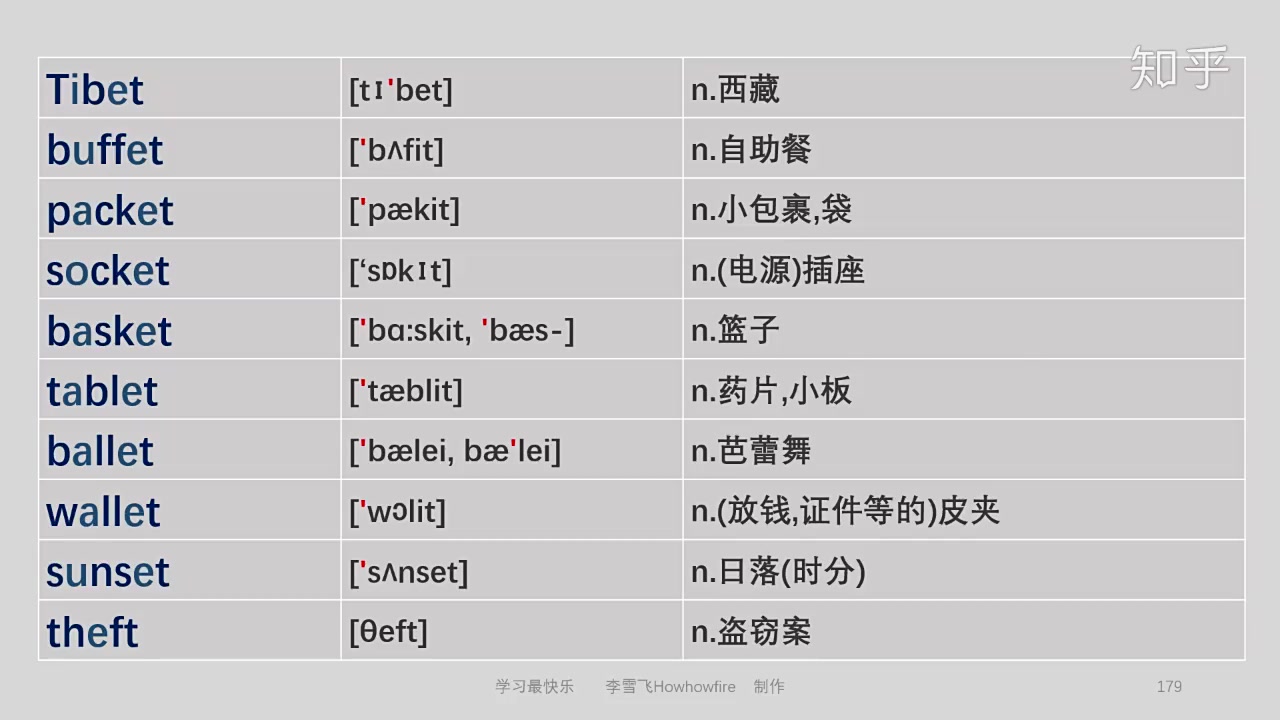 知乎
Tibet [tɪ'bet] n.西藏
buffet ['bʌfit] n.自助餐
packet ['pækit] n.小包裹,袋
socket [‘sɒkɪt] n.(电源)插座
basket ['bɑ:skit, 'bæs-] n.篮子
tablet ['tæblit] n.药片,小板
ballet ['bælei, bæ'lei] n.芭蕾舞
wallet ['wɔlit] n.(放钱,证件等的)皮夹
sunset ['sʌnset] n.日落(时分)
theft [θeft] n.盗窃案
学习最快乐 李雪飞Howhowfire 制作 179